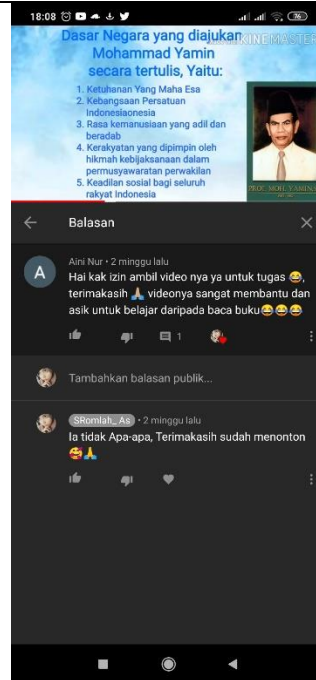 18:08
76
Dasar Negara yang diajukan
Mohammad Yamin
secara tertulis, Yaitu:
KINEMASTER
1. Ketuhanan Yang Maha Esa
2. Kebangsaan Persatuan
Indonesiaonesia
3. Rasa kemanusiaan yang adil dan
beradab
4. Kerakyatan yang dipimpin oleh
hikmah kebijaksanaan dalam
permusyawaratan perwakilan
5. Keadilan sosial bagi seluruh
rakyat Indonesia
PROF. MOH. YAMIN, S.H.
Balasan
A
Aini Nur • 2 minggu lalu
Hai kak izin ambil video nya ya untuk tugas 😂,
terimakasih 🙏 videonya sangat membantu dan
asik untuk belajar daripada baca buku😂😂😂
1
Tambahkan balasan publik...
SRomlah_ As • 2 minggu lalu
Ia tidak Apa-apa, Terimakasih sudah menonton
🥰🙏